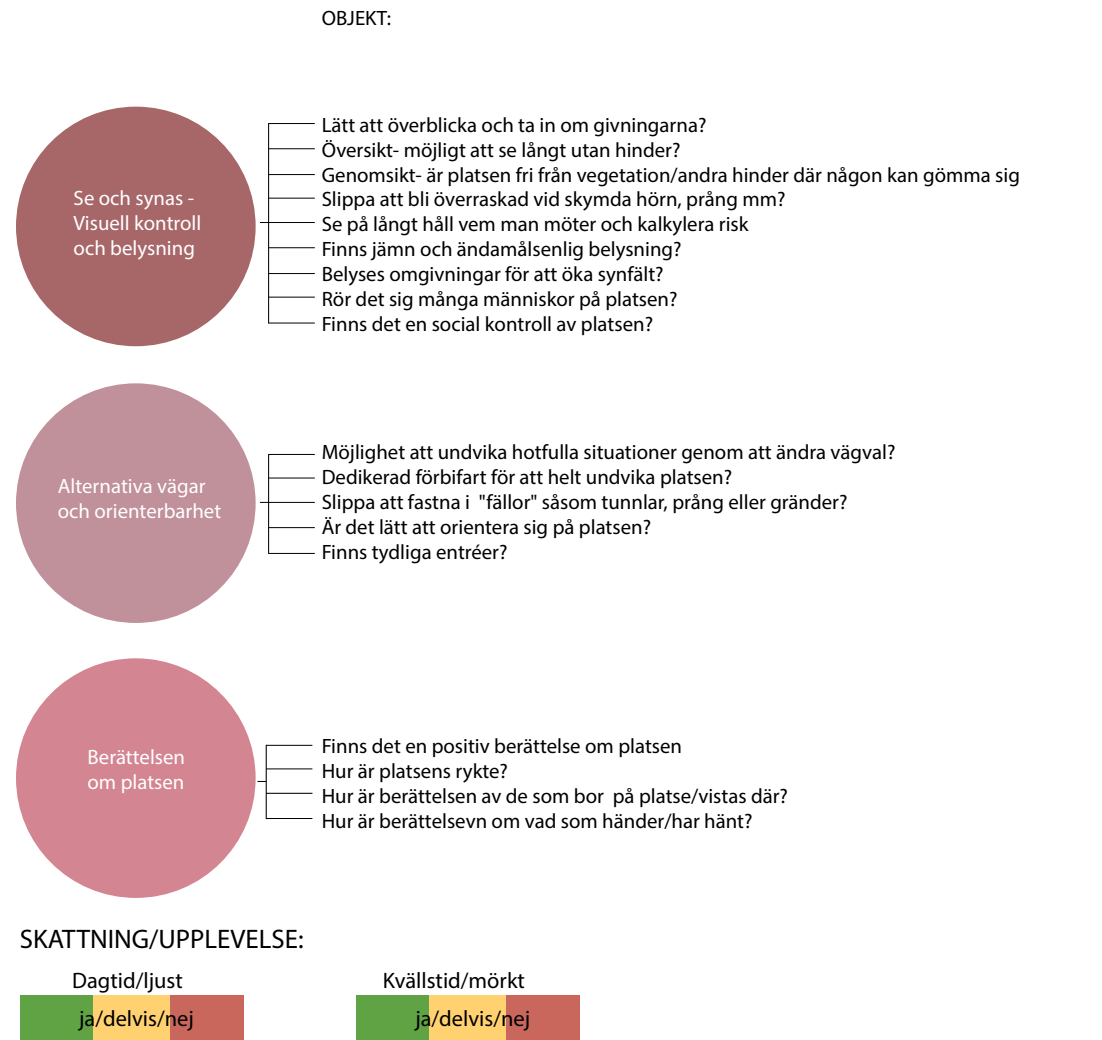 OBJEKT:
Se och synas -
Visuell kontroll
och belysning
Lätt att överblicka och ta in om givningarna?
Översikt- möjligt att se långt utan hinder?
Genomsikt- är platsen fri från vegetation/andra hinder där någon kan gömma sig
Slippa att bli överraskad vid skymda hörn, prång mm?
Se på långt håll vem man möter och kalkylera risk
Finns jämn och ändamålsenlig belysning?
Belyses omgivningar för att öka synfält?
Rör det sig många människor på platsen?
Finns det en social kontroll av platsen?
Alternativa vägar
och orienterbarhet
Möjlighet att undvika hotfulla situationer genom att ändra vägval?
Dedikerad förbifart för att helt undvika platsen?
Slippa att fastna i  "fällor" såsom tunnlar, prång eller gränder?
Är det lätt att orientera sig på platsen?
Finns tydliga entréer?
Berättelsen
om platsen
Finns det en positiv berättelse om platsen
Hur är platsens rykte?
Hur är berättelsen av de som bor  på platse/vistas där?
Hur är berättelsevn om vad som händer/har hänt?
SKATTNING/UPPLEVELSE:
Dagtid/ljust
ja/delvis/nej
Kvällstid/mörkt
ja/delvis/nej